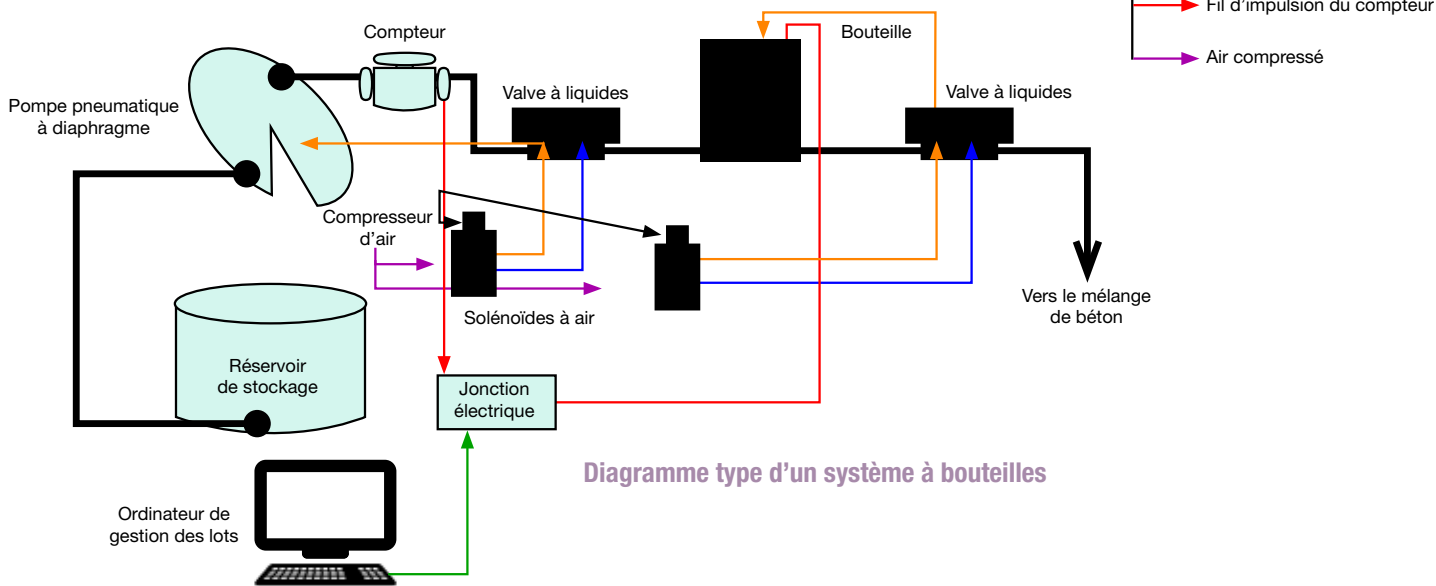 Fil d'impulsion du compteur
Compteur
Bouteille
Air compressé
Pompe pneumatique
à diaphragme
Valve à liquides
Valve à liquides
Compresseur
d'air
Vers le mélange
de béton
Solénoïdes à air
Réservoir
de stockage
Jonction
électrique
Diagramme type d'un système à bouteilles
Ordinateur de
gestion des lots